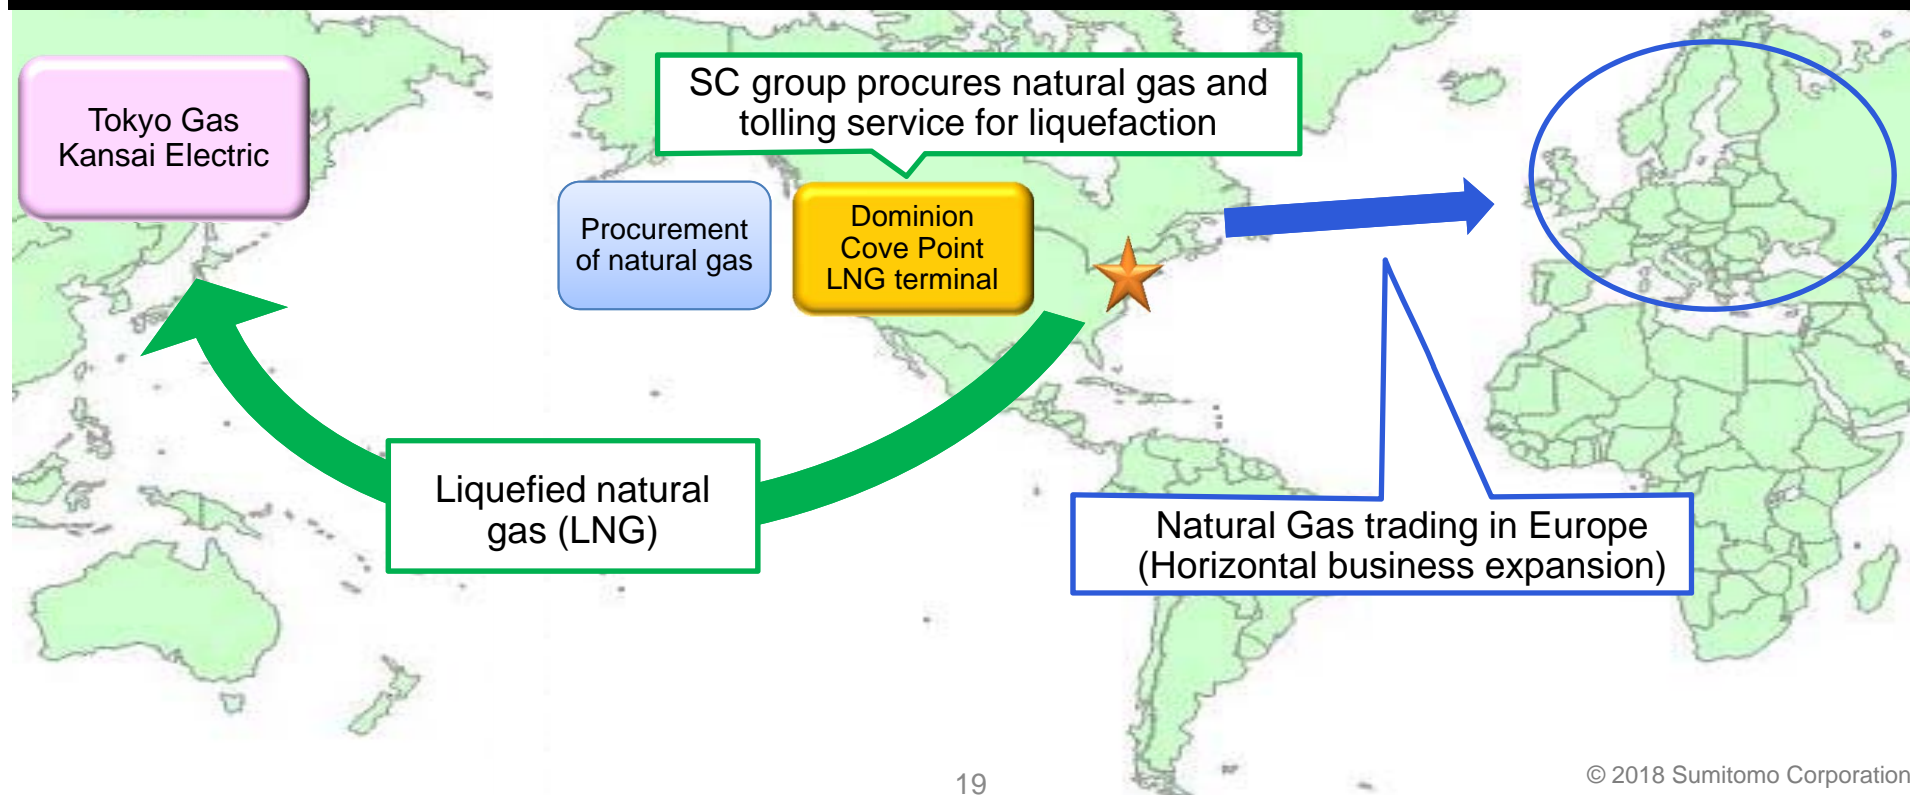 Tokyo Gas
Kansai Electric
SC group procures natural gas and
tolling service for liquefaction
Procurement
of natural gas
Dominion
Cove Point
LNG terminal
Liquefied natural
gas (LNG)
Natural Gas trading in Europe
(Horizontal business expansion)
19
© 2018 Sumitomo Corporation